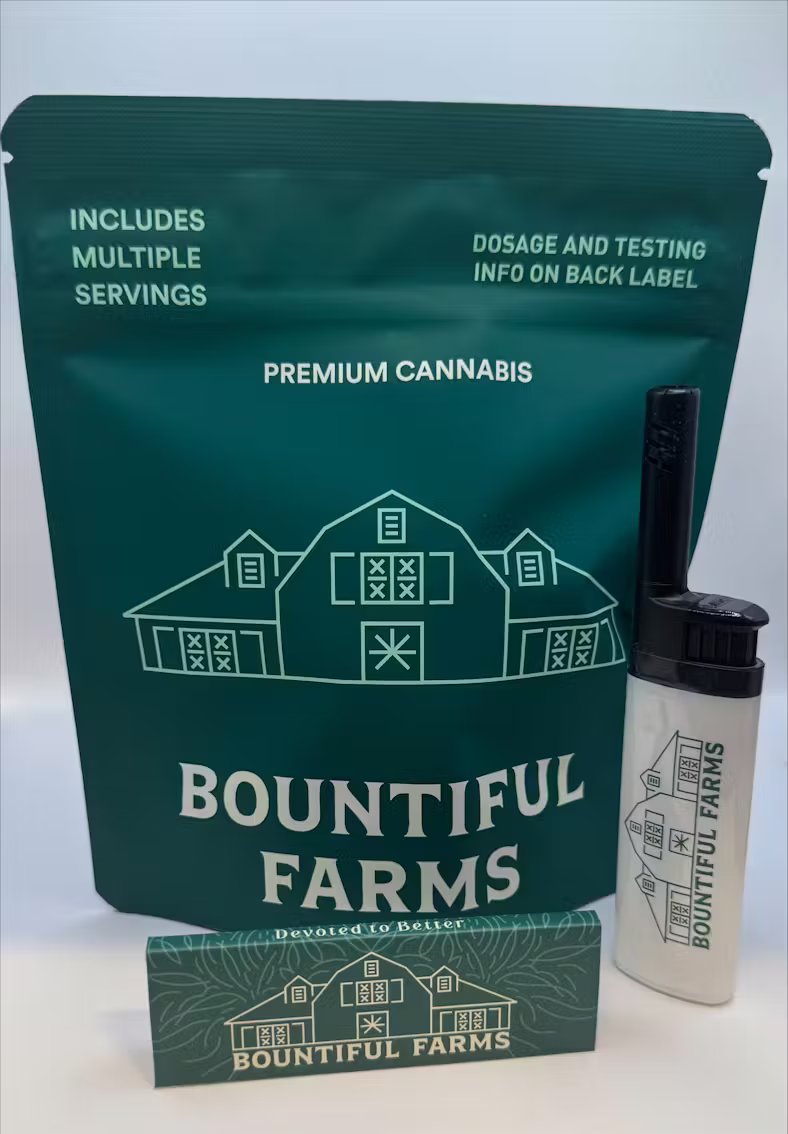 INCLUDES
MULTIPLE
SERVINGS
DOSAGE AND TESTING
INFO ON BACK LABEL
PREMIUM CANNABIS
BOUNTIFUL
FARMS
Devoted to Better
BOUNTIFUL FARMS
BOUNTIFUL FARMS